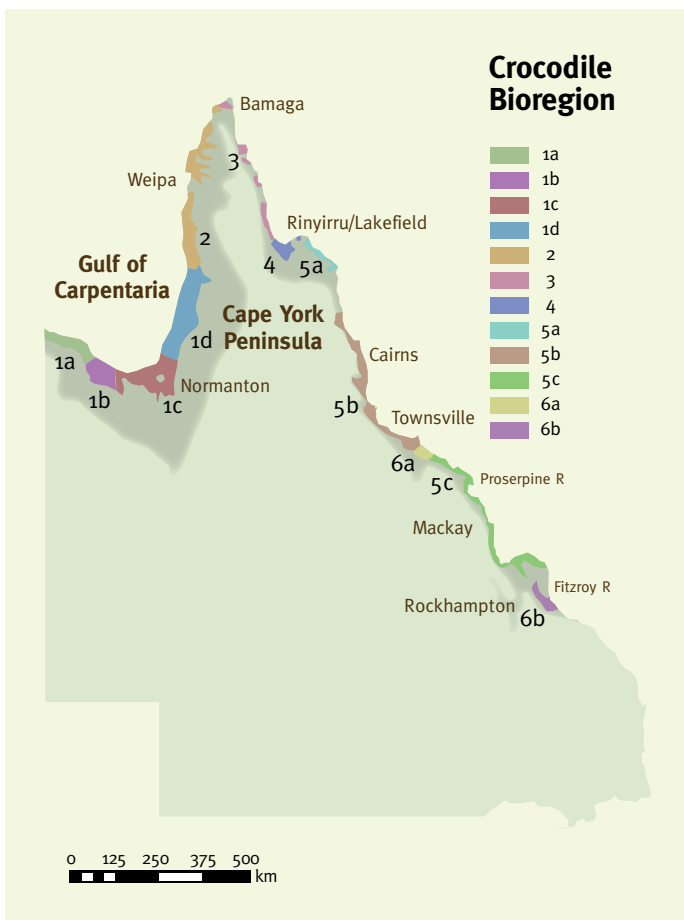 Crocodile
Bioregion
1a
1b
1c
1d
2
3
4
5a
5b
5c
6a
6b
Bamaga
3
Weipa
Rinyirru/Lakefield
2
4
5a
Gulf of
Carpentaria
Cape York
Peninsula
1d
1a
Cairns
Normanton
1b
1c
5b
Townsville
6a
5c
Proserpine R
Mackay
Fitzroy R
Rockhampton
6b
0 125 250 375 500
km